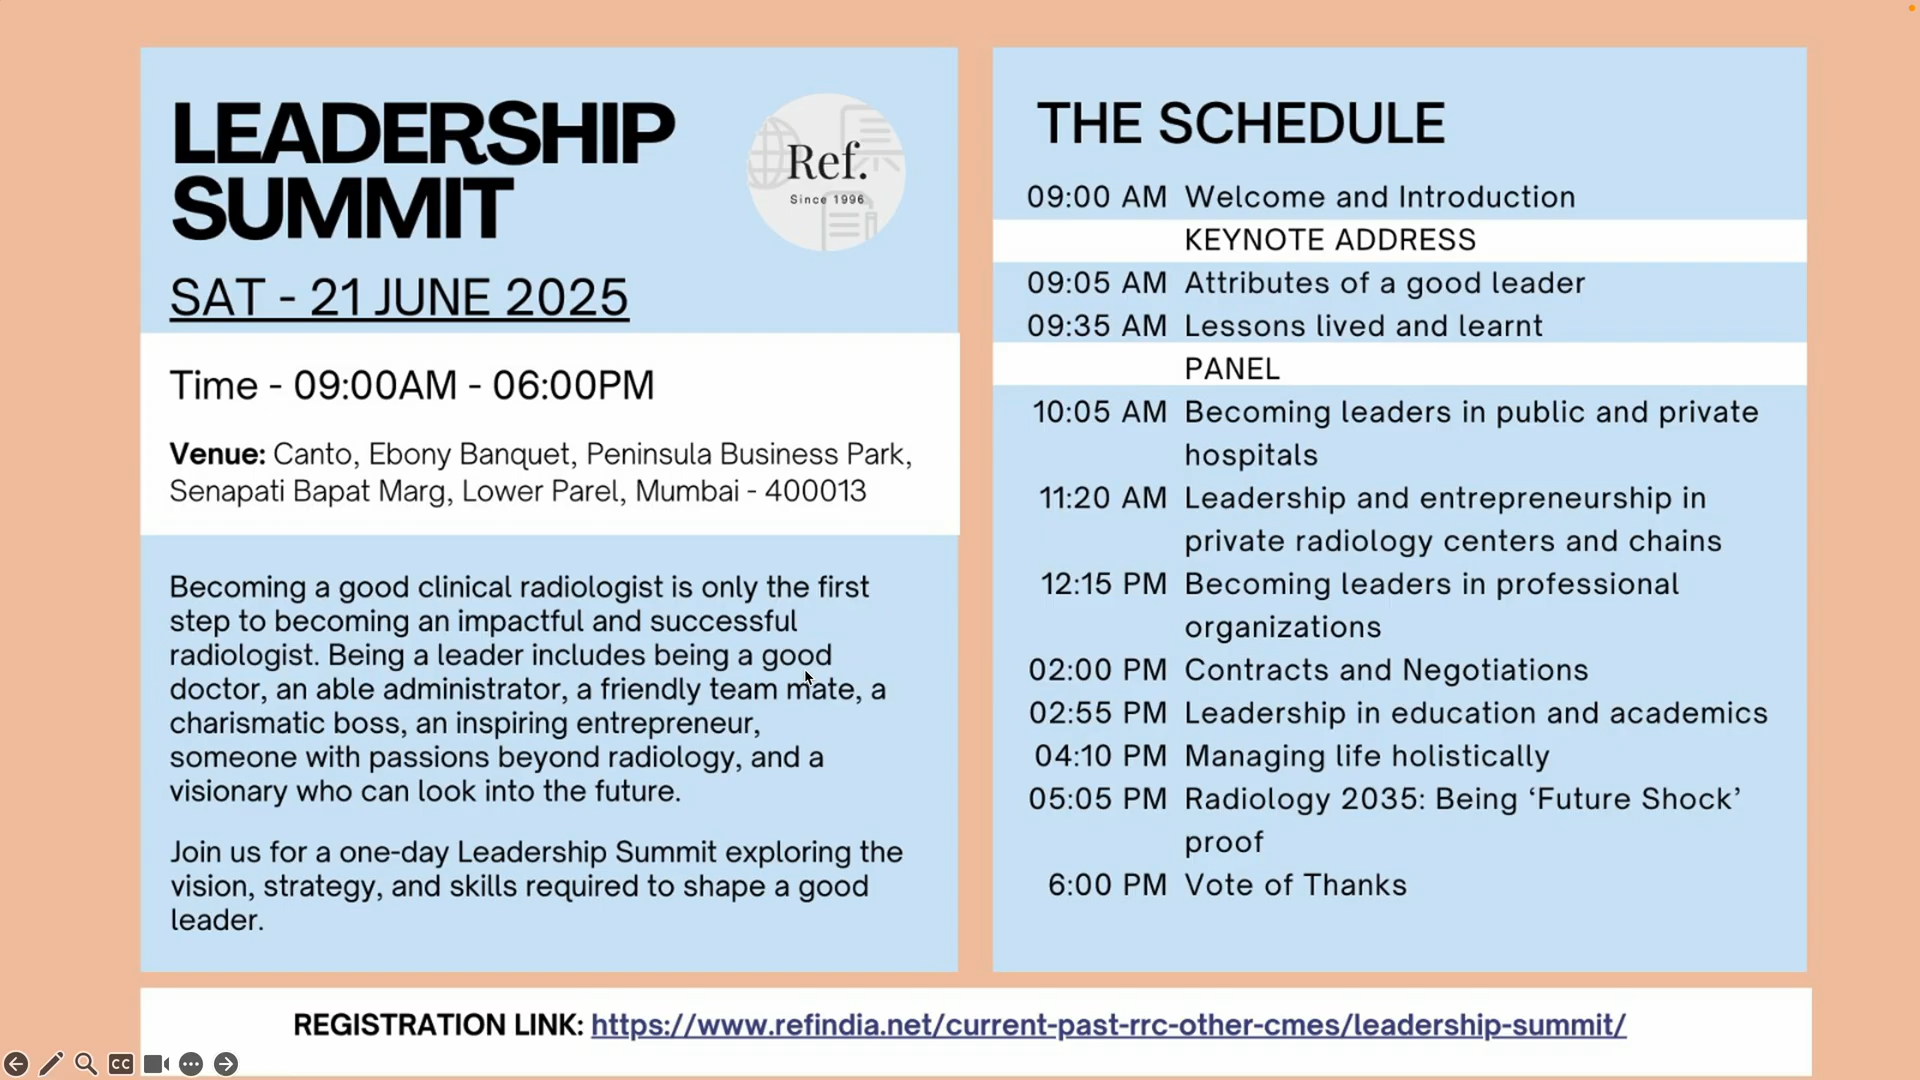 LEADERSHIP
SUMMIT
Ref.
Since 1996
SAT - 21 JUNE 2025
Time - 09:00AM - 06:00PM
Venue: Canto, Ebony Banquet, Peninsula Business Park,
Senapati Bapat Marg, Lower Parel, Mumbai - 400013
Becoming a good clinical radiologist is only the first
step to becoming an impactful and successful
radiologist. Being a leader includes being a good
doctor, an able administrator, a friendly team mate, a
charismatic boss, an inspiring entrepreneur,
someone with passions beyond radiology, and a
visionary who can look into the future.
Join us for a one-day Leadership Summit exploring the
vision, strategy, and skills required to shape a good
leader.
THE SCHEDULE
09:00 AM Welcome and Introduction
KEYNOTE ADDRESS
09:05 AM Attributes of a good leader
09:35 AM Lessons lived and learnt
PANEL
10:05 AM Becoming leaders in public and private
hospitals
11:20 AM Leadership and entrepreneurship in
private radiology centers and chains
12:15 PM Becoming leaders in professional
organizations
02:00 PM Contracts and Negotiations
02:55 PM Leadership in education and academics
04:10 PM Managing life holistically
05:05 PM Radiology 2035: Being ‘Future Shock’
proof
6:00 PM Vote of Thanks
REGISTRATION LINK: https://www.refindia.net/current-past-rrc-other-cmes/leadership-summit/
CC